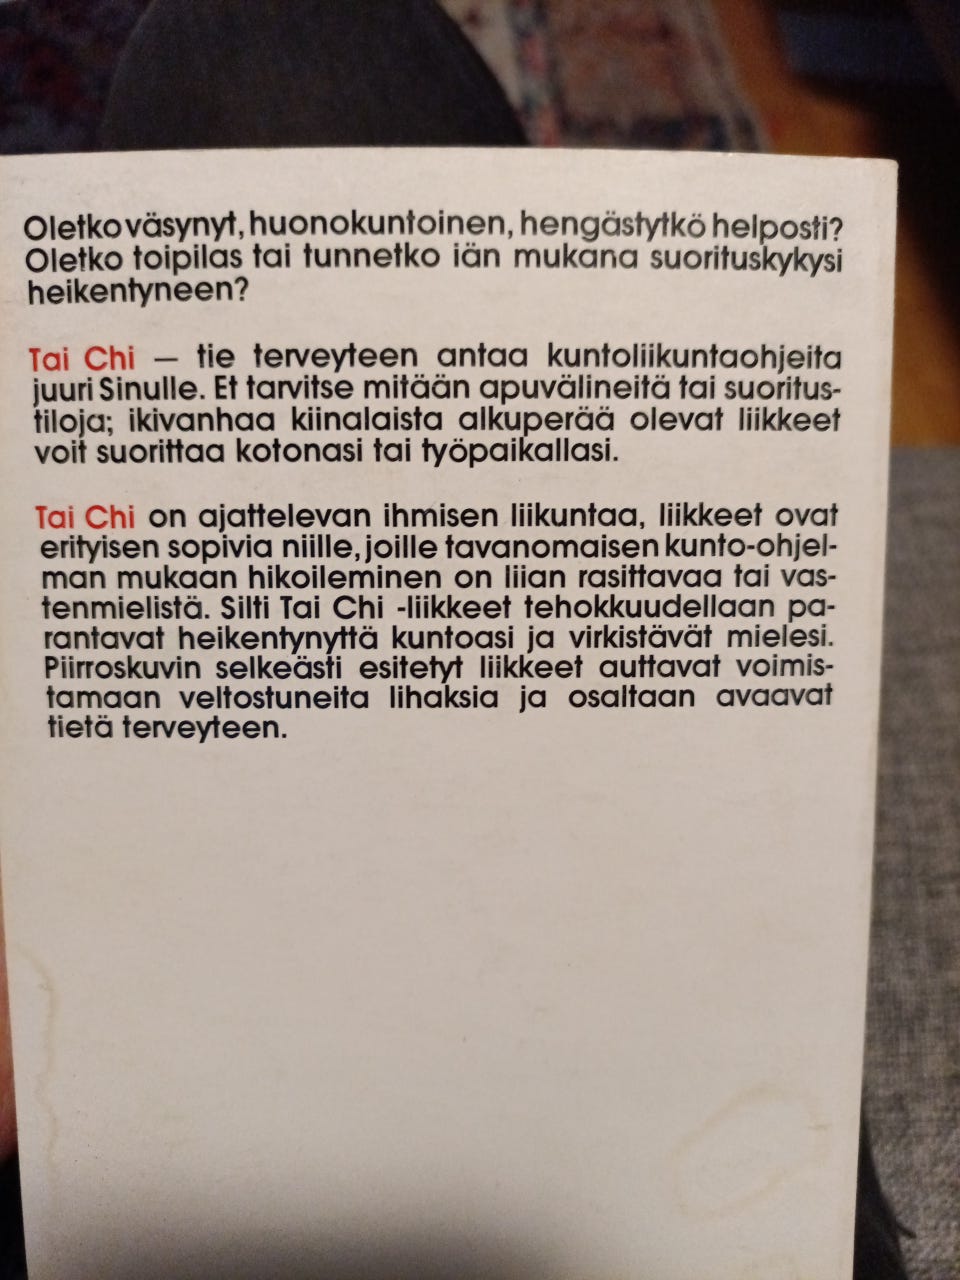 Oletko väsynyt, huonokuntoinen, hengästytkö helposti?
Oletko toipilas tai tunnetko iän mukana suorituskykysi
heikentyneen?
Tai Chi — tie terveyteen antaa kuntoliikuntaohjeita
juuri Sinulle. Et tarvitse mitään apuvälineitä tai suoritus-
tiloja; ikivanhaa kiinalaista alkuperää olevat liikkeet
voit suorittaa kotonasi tai työpaikallasi.
Tai Chi on ajattelevan ihmisen liikuntaa, liikkeet ovat
erityisen sopivia niille, joille tavanomaisen kunto-ohjel-
man mukaan hikoileminen on liian rasittavaa tai vas-
tenmielistä. Silti Tai Chi -liikkeet tehokkuudellaan pa-
rantavat heikentynyttä kuntoasi ja virkistävät mielesi.
Piirroskuvin selkeästi esitetyt liikkeet auttavat voimis-
tamaan veltostuneita lihaksia ja osaltaan avaavat
tietä terveyteen.